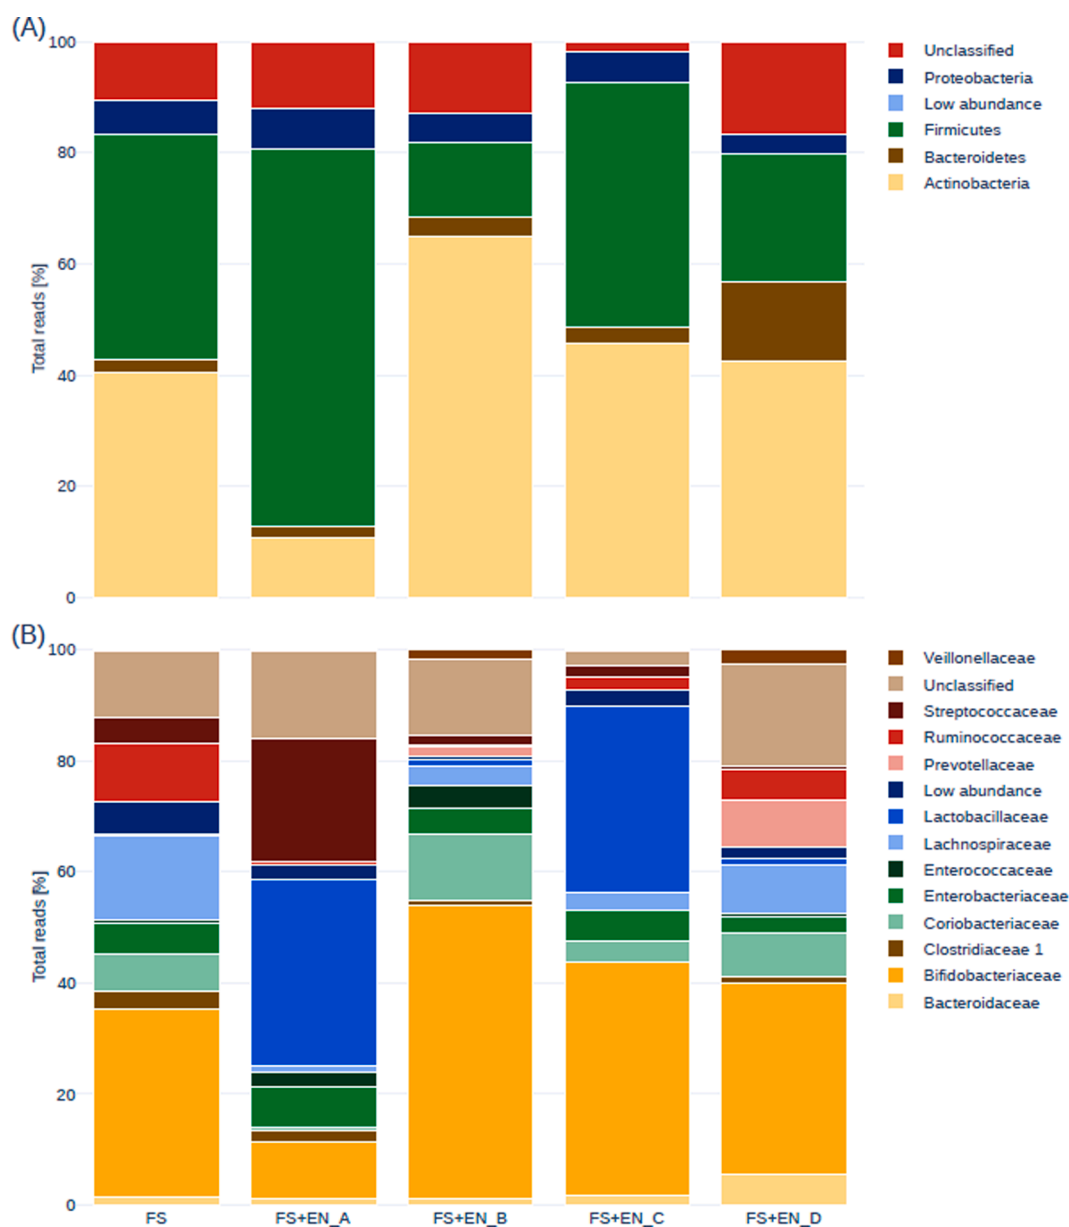 (A)
100
80
60
40
20
0
Total reads [%]
Unclassified
Proteobacteria
Low abundance
Firmicutes
Bacteroidetes
Actinobacteria
(B)
100
80
60
40
20
0
Total reads [%]
FS
FS+EN_A
FS+EN_B
FS+EN_C
FS+EN_D
Veillonellaceae
Unclassified
Streptococcaceae
Ruminococcaceae
Prevotellaceae
Low abundance
Lactobacillaceae
Lachnospiraceae
Enterococcaceae
Enterobacteriaceae
Coriobacteriaceae
Clostridiaceae 1
Bifidobacteriaceae
Bacteroidaceae